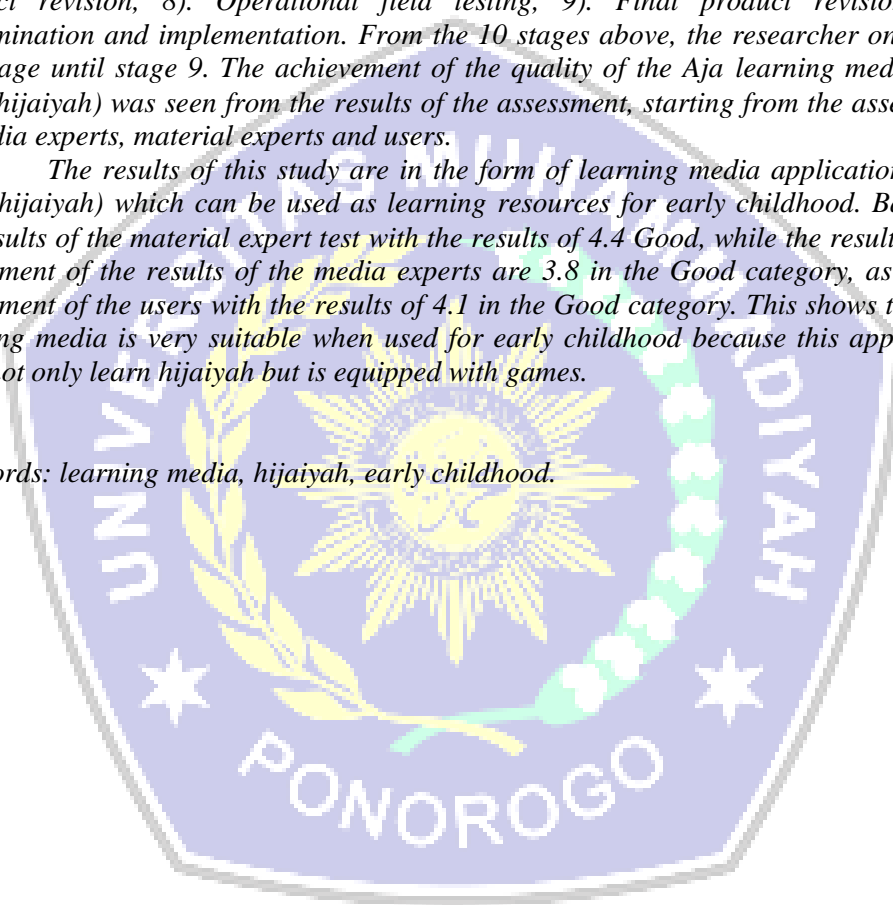 ct revision, 8). Operational field testing, 9). Final product revision
mination and implementation. From the 10 stages above, the researcher on
age until stage 9. The achievement of the quality of the Aja learning med
hijaiyah) was seen from the results of the assessment, starting from the asse
dia experts, material experts and users.
The results of this study are in the form of learning media application
hijaiyah) which can be used as learning resources for early childhood. Ba
sults of the material expert test with the results of 4.4 Good, while the result
ment of the results of the media experts are 3.8 in the Good category, as
ment of the users with the results of 4.1 in the Good category. This shows t
ng media is very suitable when used for early childhood because this app
not only learn hijaiyah but is equipped with games.
ords: learning media, hijaiyah, early childhood.
UNIVERSITAS MUHAMMADIYAH
PONOROGO